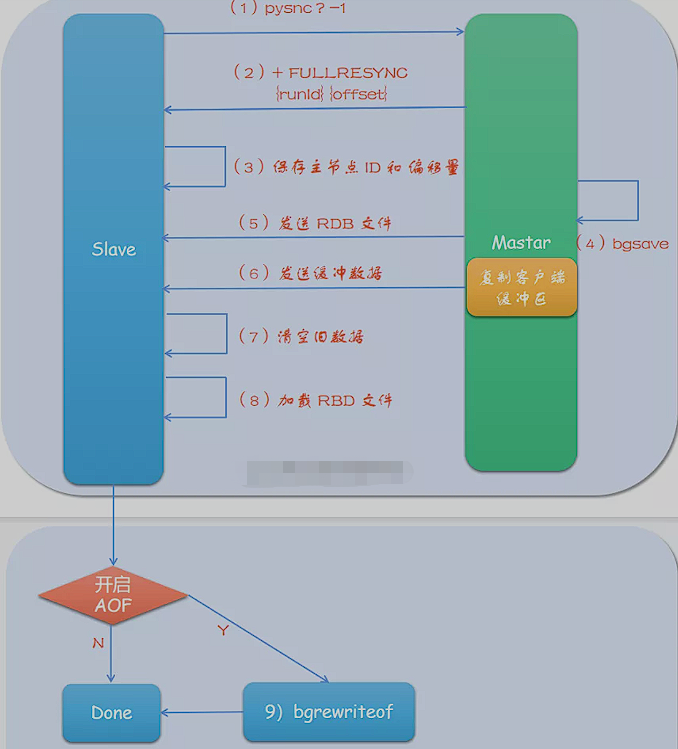 (1) pysnc？-1
(2)+ FULLRESYNC
{runId} {offset}
(3) 保存主节点 ID 和 偏移量
(4) bgsave
(5) 发送 RDB 文件
Slave
Mastar
(6) 发送缓冲数据
复制客户端
缓冲区
(7) 清空旧数据
(8) 加载 RBD 文件
开启
AOF
N
Y
Done
9) bgrewriteof